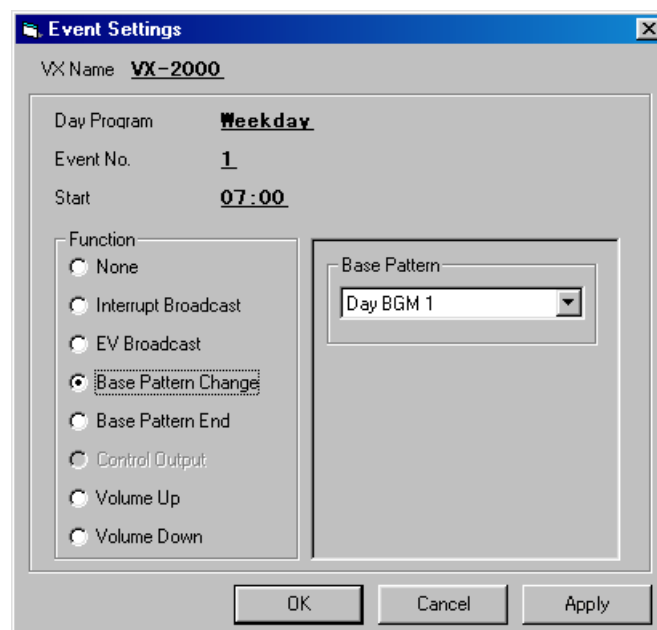 Event Settings
VX Name VX-2000
Day Program Weekday
Event No. 1
Start 07:00
Function
None
Interrupt Broadcast
EV Broadcast
Base Pattern Change
Base Pattern End
Control Output
Volume Up
Volume Down
Base Pattern
Day BGM 1
OK Cancel Apply